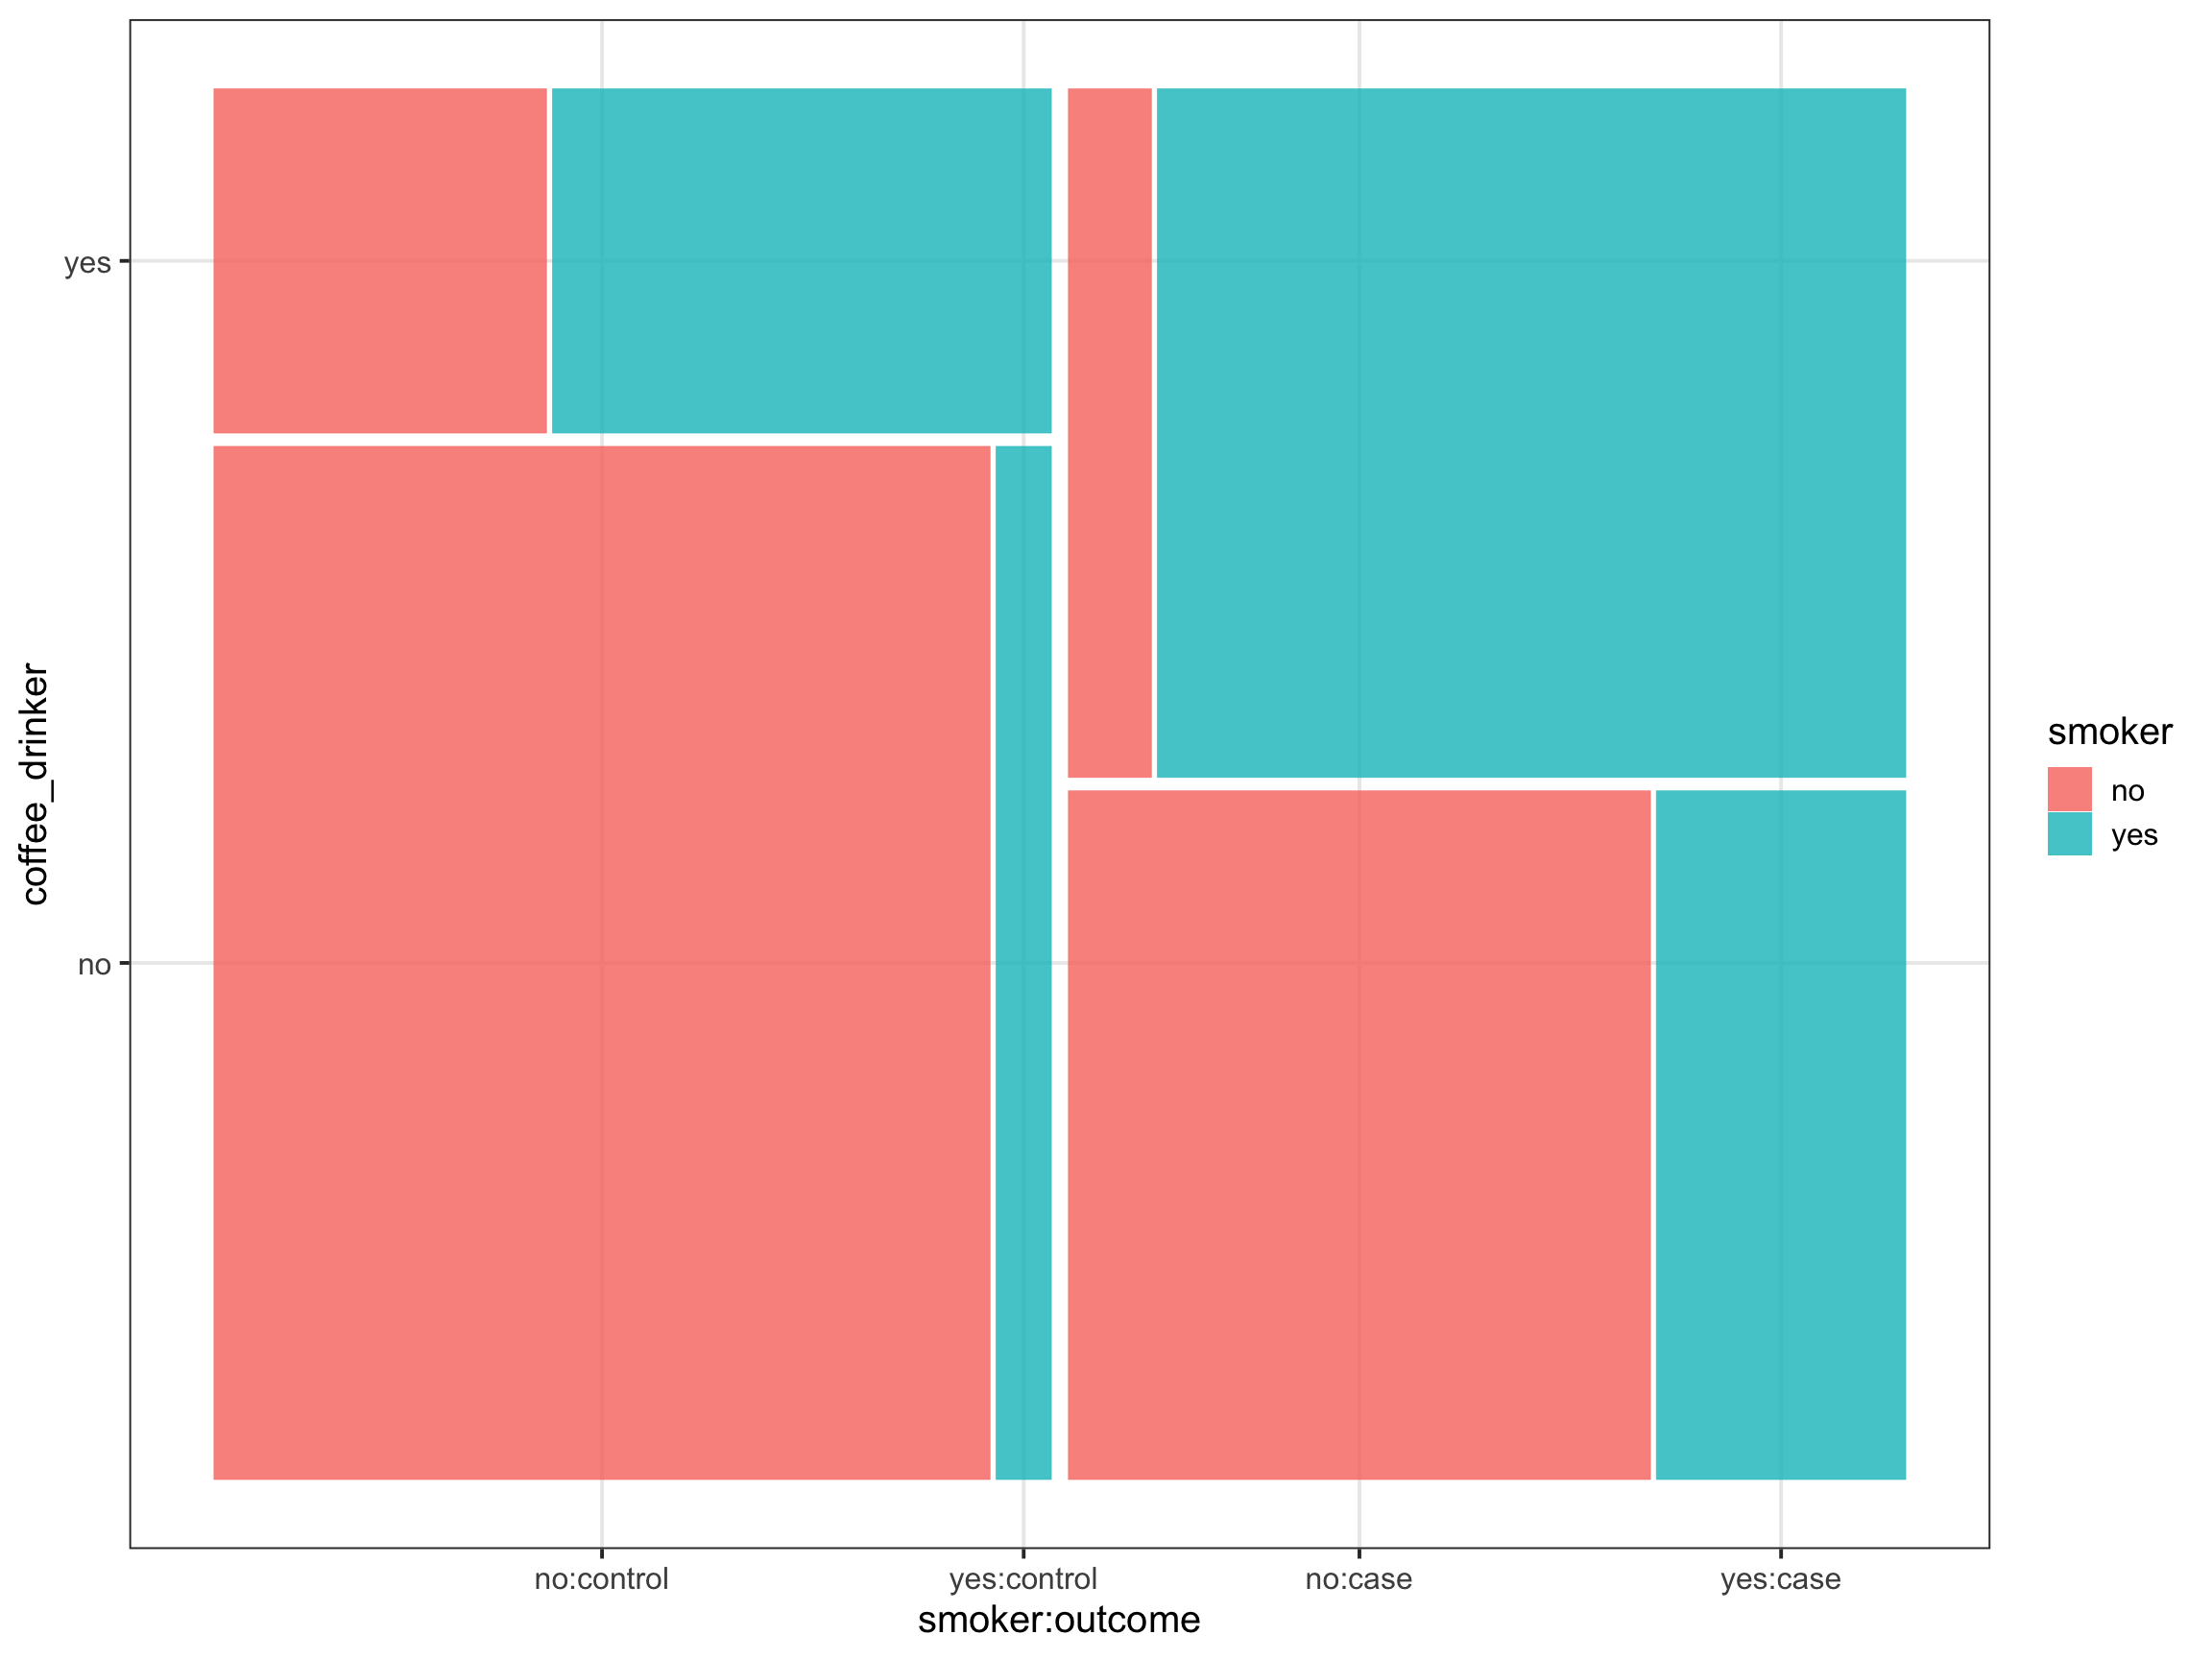 coffee_drinker
yes
no
no:control
yes:control
no:case
yes:case
smoker:outcome
smoker
no
yes